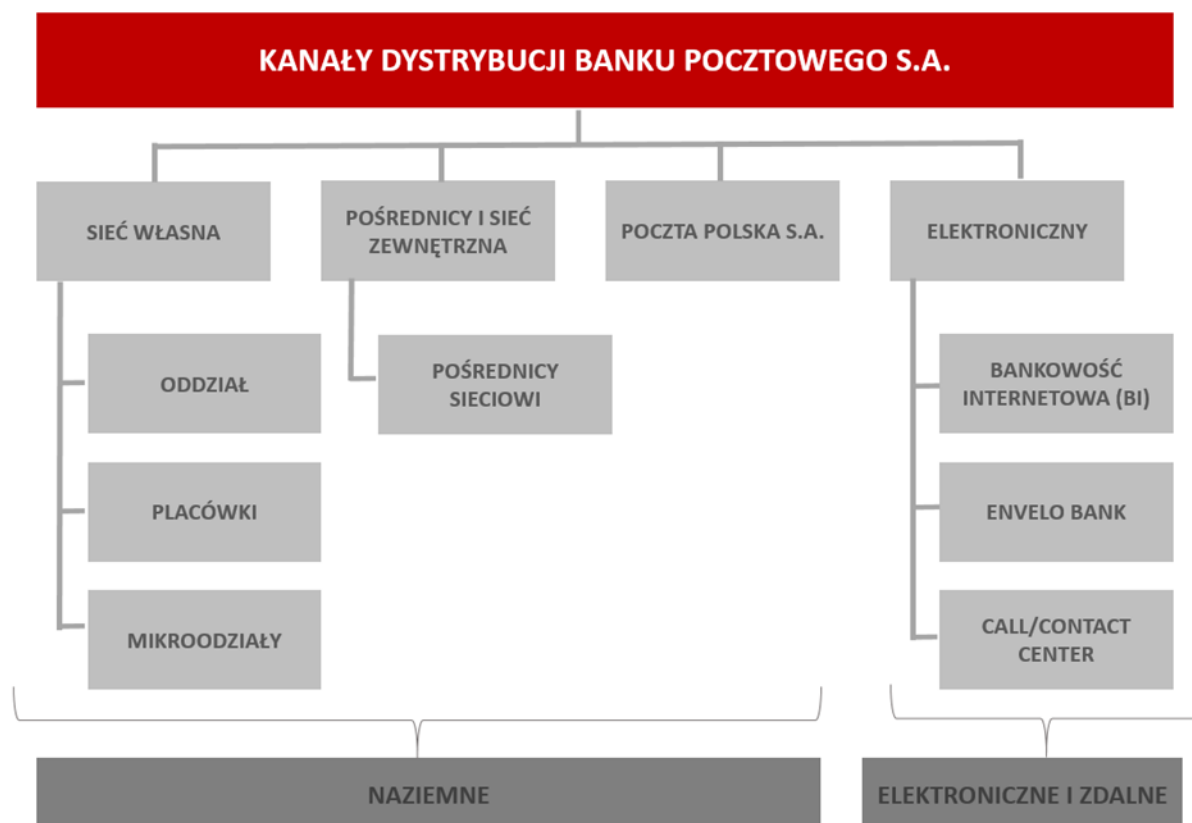 KANAŁY DYSTRYBUCJI BANKU POCZTOWEGO S.A.
SIEĆ WŁASNA
POŚREDNICY I SIEĆ
ZEWNĘTRZNA
POCZTA POLSKA S.A.
ELEKTRONICZNY
ODDZIAŁ
POŚREDNICY
SIECIOWI
BANKOWOŚĆ
INTERNETOWA (BI)
PLACÓWKI
ENVELO BANK
MIKROODZIAŁY
CALL/CONTACT
CENTER
NAZIEMNE
ELEKTRONICZNE I ZDALNE